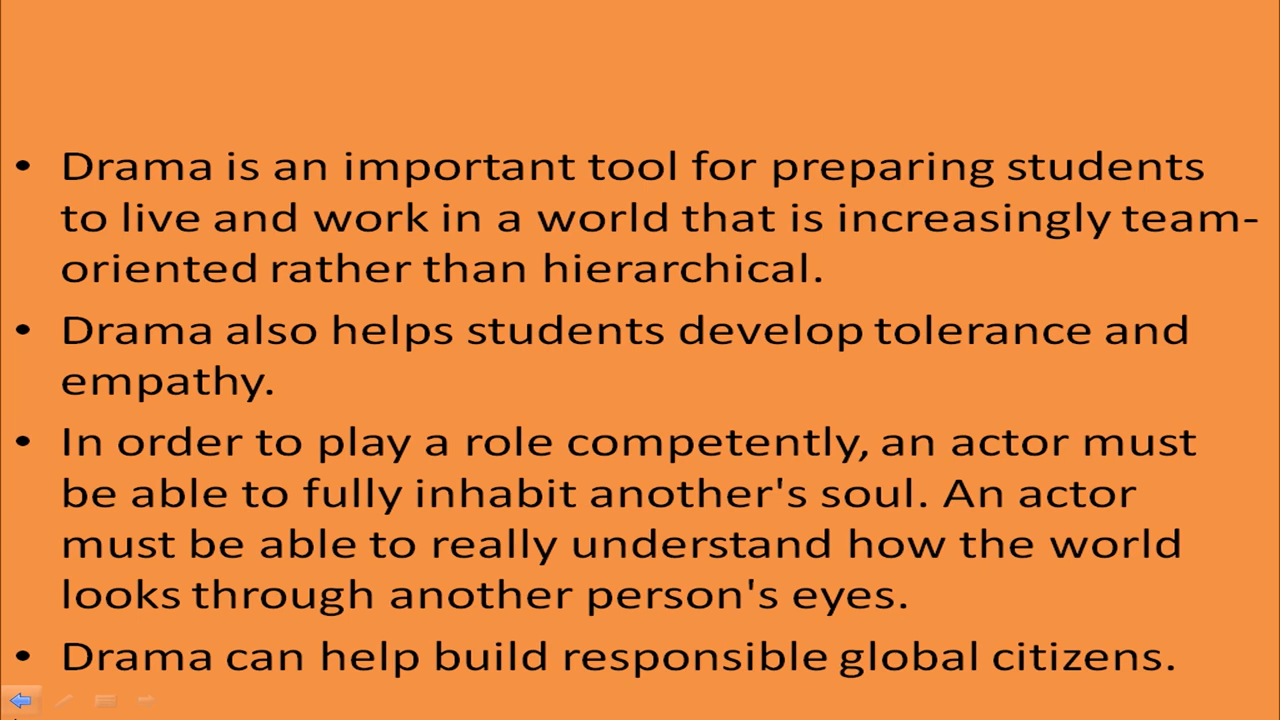 • Drama is an important tool for preparing students
to live and work in a world that is increasingly team-
oriented rather than hierarchical.
• Drama also helps students develop tolerance and
empathy.
• In order to play a role competently, an actor must
be able to fully inhabit another's soul. An actor
must be able to really understand how the world
looks through another person's eyes.
• Drama can help build responsible global citizens.